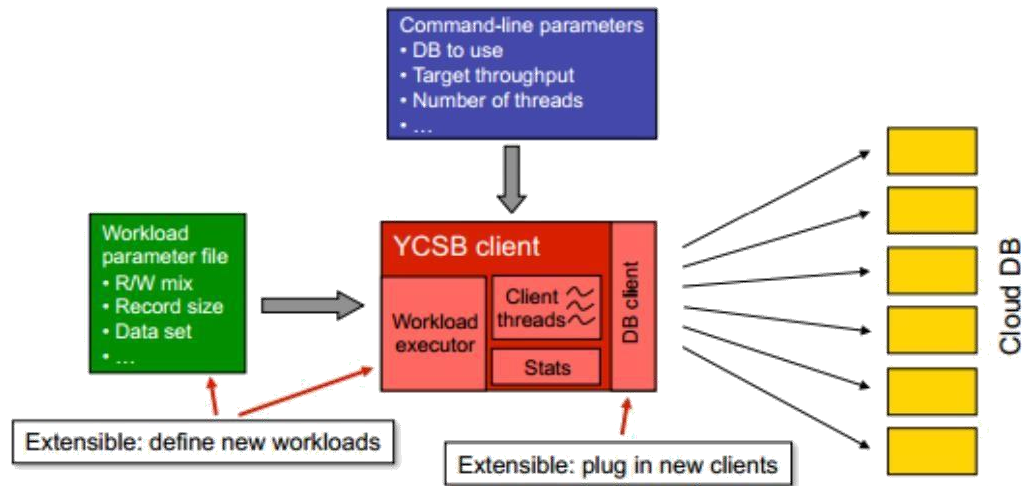 Command-line parameters
• DB to use
• Target throughput
• Number of threads
• ...
Workload
parameter file
• R/W mix
• Record size
• Data set
• ...
YCSB client
Workload
executor
Client
threads
Stats
DB client
Cloud DB
Extensible: define new workloads
Extensible: plug in new clients